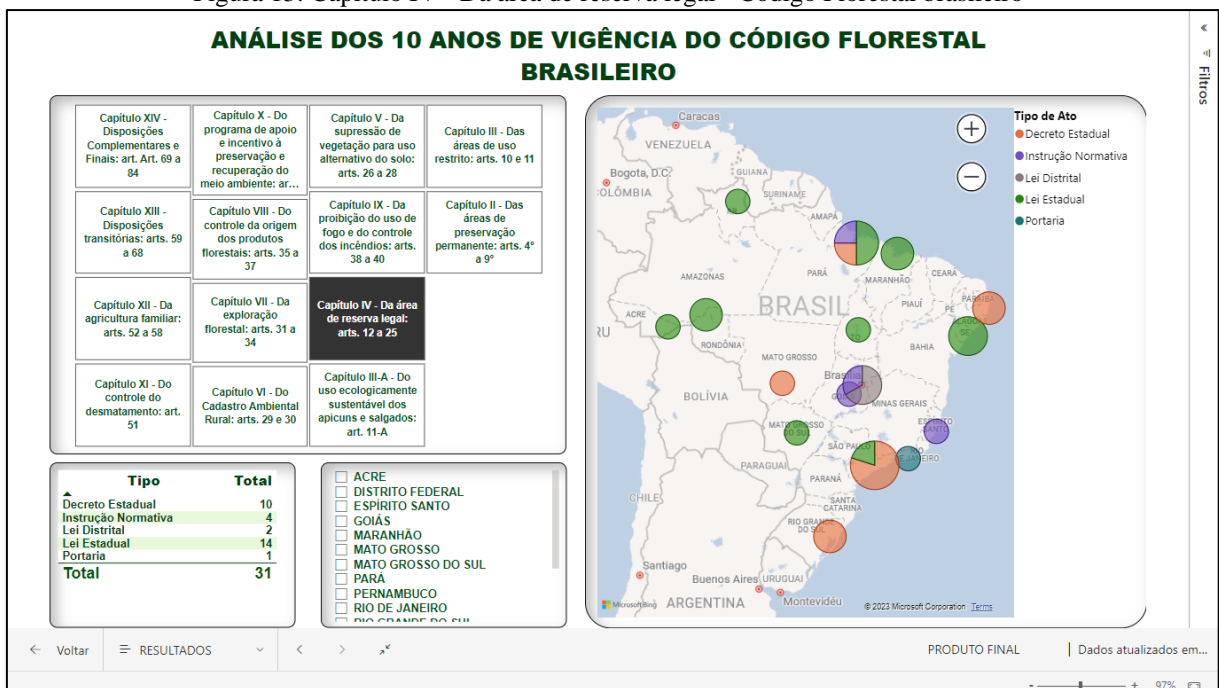 Figura 15: Capítulo IV - Da área de reserva legal - Código Florestal brasileiro
ANÁLISE DOS 10 ANOS DE VIGÊNCIA DO CÓDIGO FLORESTAL
BRASILEIRO
Capítulo XIV -
Disposições
Complementares e
Finais: art. Art. 69 a
84
Capítulo X - Do
programa de apoio
e incentivo à
preservação e
recuperação do
meio ambiente: ar...
Capítulo V - Da
supressão de
vegetação para uso
alternativo do solo:
arts. 26 a 28
Capítulo III - Das
áreas de uso
restrito: arts. 10 e 11
Capítulo XIII -
Disposições
transitórias: arts. 59
a 68
Capítulo VIII - Do
controle da origem
dos produtos
florestais: arts. 35 a
37
Capítulo IX - Da
proibição do uso de
fogo e do controle
dos incêndios: arts.
38 a 40
Capítulo II - Das
áreas de
preservação
permanente: arts. 4º
a 9º
Capítulo XII - Da
agricultura familiar:
arts. 52 a 58
Capítulo VII - Da
exploração
florestal: arts. 31 a
34
Capítulo IV - Da área
de reserva legal:
arts. 12 a 25
Capítulo XI - Do
controle do
desmatamento: art.
51
Capítulo VI - Do
Cadastro Ambiental
Rural: arts. 29 e 30
Capítulo III-A - Do
uso ecologicamente
sustentável dos
apicuns e salgados:
art. 11-A
Tipo Total
Decreto Estadual 10
Instrução Normativa 4
Lei Distrital 2
Lei Estadual 14
Portaria 1
Total 31
ACRE
DISTRITO FEDERAL
ESPÍRITO SANTO
GOIÁS
MARANHÃO
MATO GROSSO
MATO GROSSO DO SUL
PARÁ
PERNAMBUCO
RIO DE JANEIRO
RIO GRANDE DO SUL
Tipo de Ato
Decreto Estadual
Instrução Normativa
Lei Distrital
Lei Estadual
Portaria
Caracas
VENEZUELA
Bogota, D.C.
GUIANA
COLÔMBIA
SURINAME
RR
AMAPÁ
AMAZONAS
PARÁ
MARANHÃO
CEARÁ
BRASIL
PIAUÍ
PARAÍBA
PE
ACRE
ALAGOAS
SE
TO
RONDÔNIA
BAHIA
MATO GROSSO
Brasília
BOLÍVIA
MINAS GERAIS
MATO GROSSO
DO SUL
ESPÍRITO
SANTO
SÃO PAULO
RIO
DE JANEIRO
PARAGUAI
PARANÁ
CHILE
SANTA
CATARINA
RIO GRANDE
DO SUL
Santiago
Buenos Aires
URUGUAI
Montevidéu
ARGENTINA
Microsoft Bing
© 2023 Microsoft Corporation Terms
Filtros
Voltar
RESULTADOS
PRODUTO FINAL
Dados atualizados em...
- + 97%